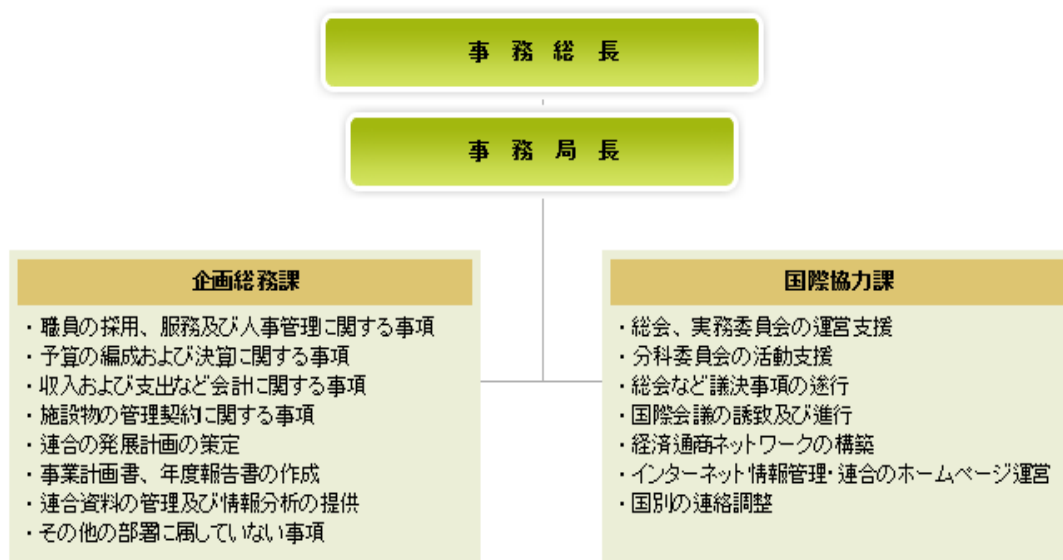 事 務 総 長
事 務 局 長
企画総務課
・職員の採用、服務及び人事管理に関する事項
・予算の編成および決算に関する事項
・収入および支出など会計に関する事項
・施設物の管理契約に関する事項
・連合の発展計画の策定
・事業計画書、年度報告書の作成
・連合資料の管理及び情報分析の提供
・その他の部署に属していない事項
国際協力課
・総会、実務委員会の運営支援
・分科委員会の活動支援
・総会など議決事項の遂行
・国際会議の誘致及び進行
・経済通商ネットワークの構築
・インターネット情報管理・連合のホームページ運営
・国別の連絡調整